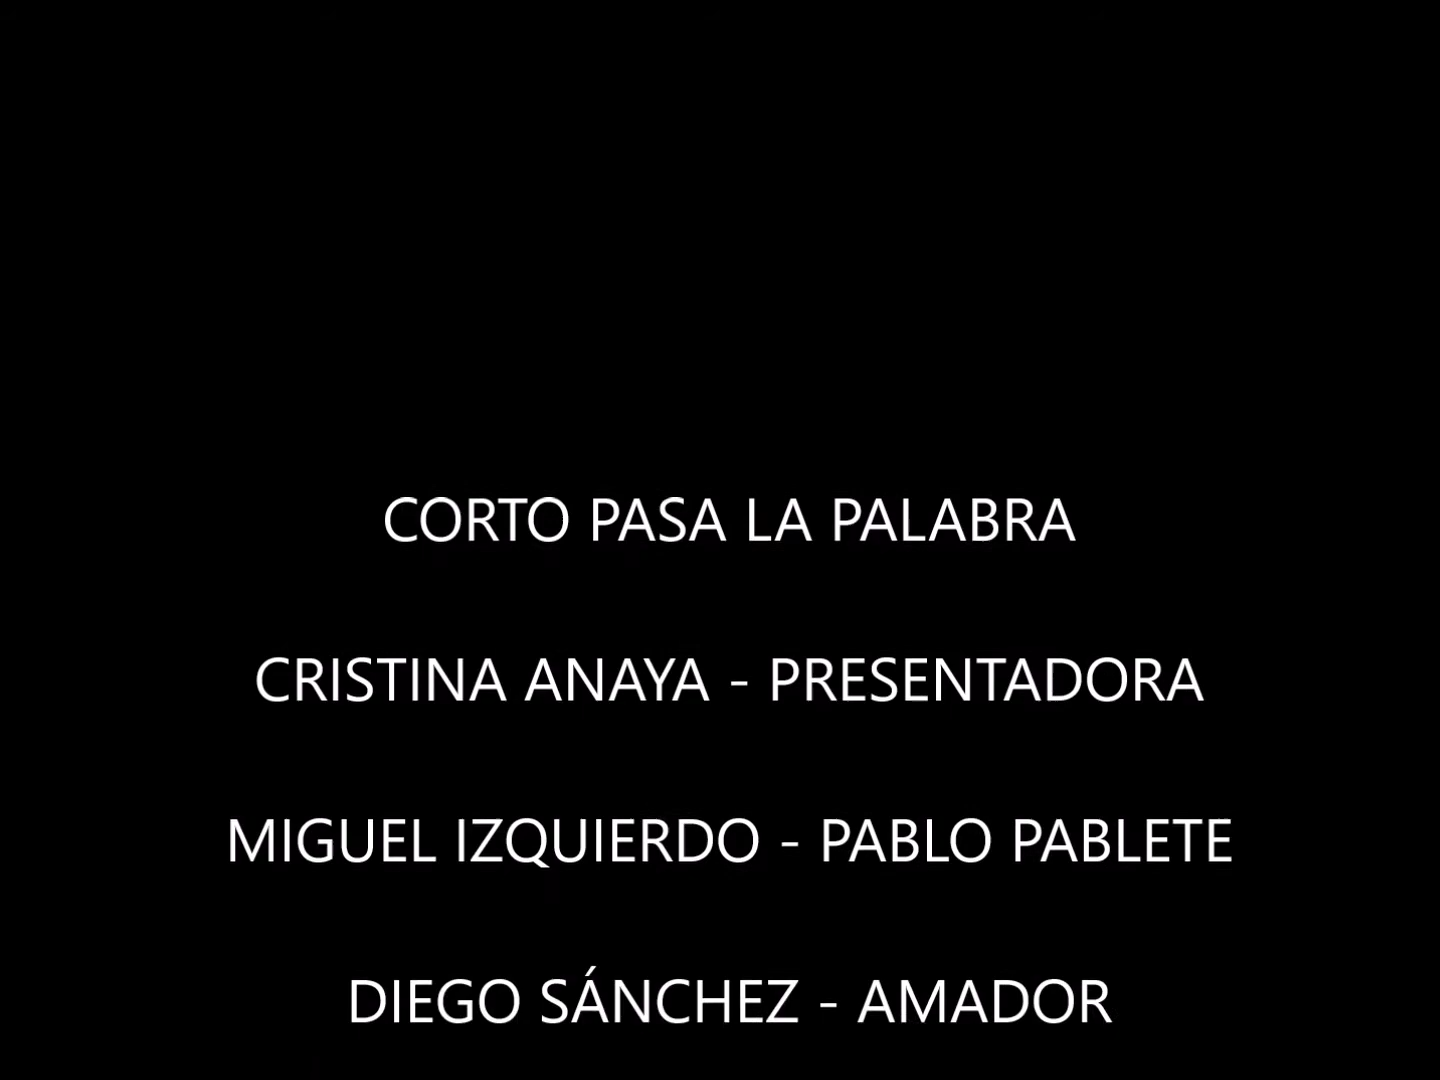 CORTO PASA LA PALABRA
CRISTINA ANAYA - PRESENTADORA
MIGUEL IZQUIERDO - PABLO PABLETE
DIEGO SÁNCHEZ - AMADOR